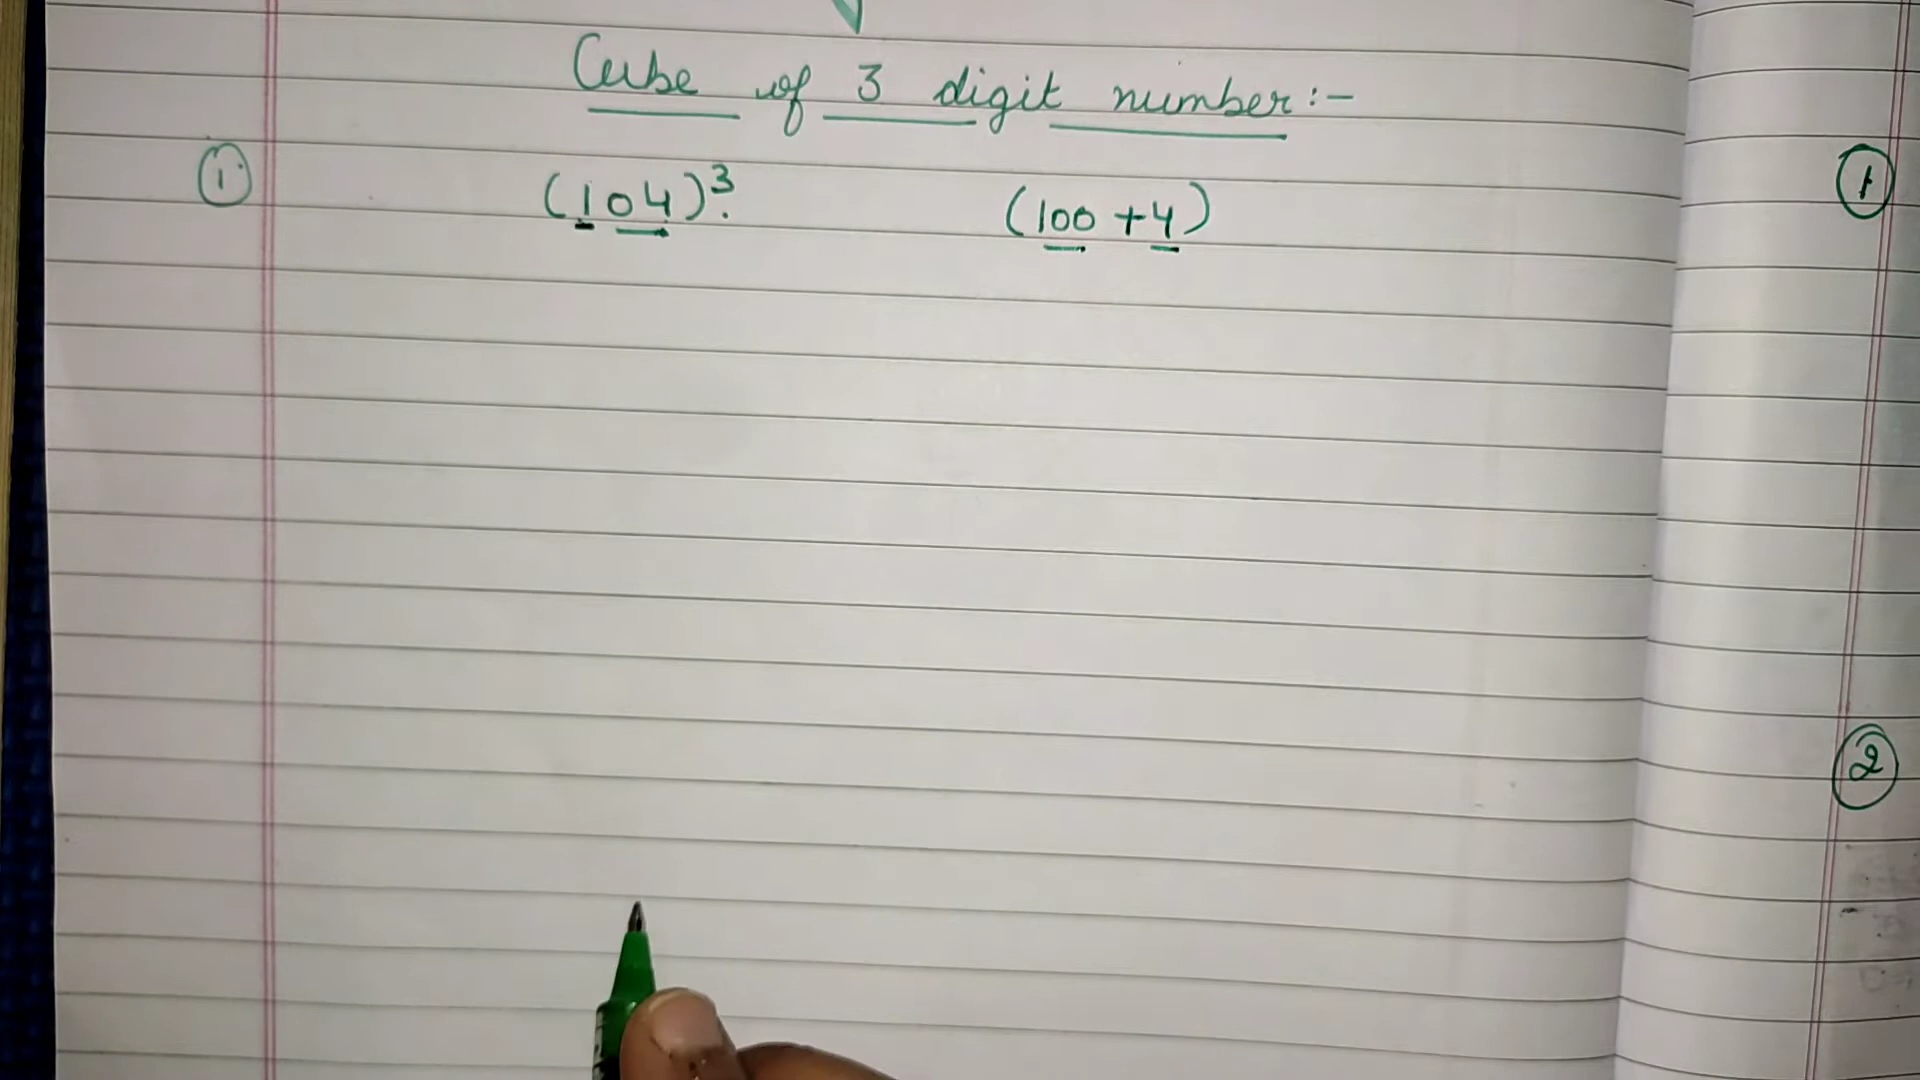 Cube of 3 digit number:-
① (104)³. (100 + 4)
①
②